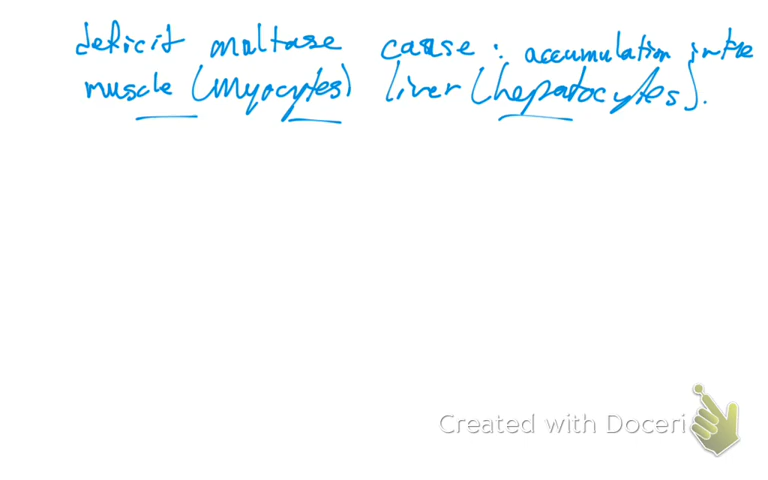 deficit maltase cause : accumulation in the
muscle (myocytes) liver (hepatocytes).
Created with Doceri